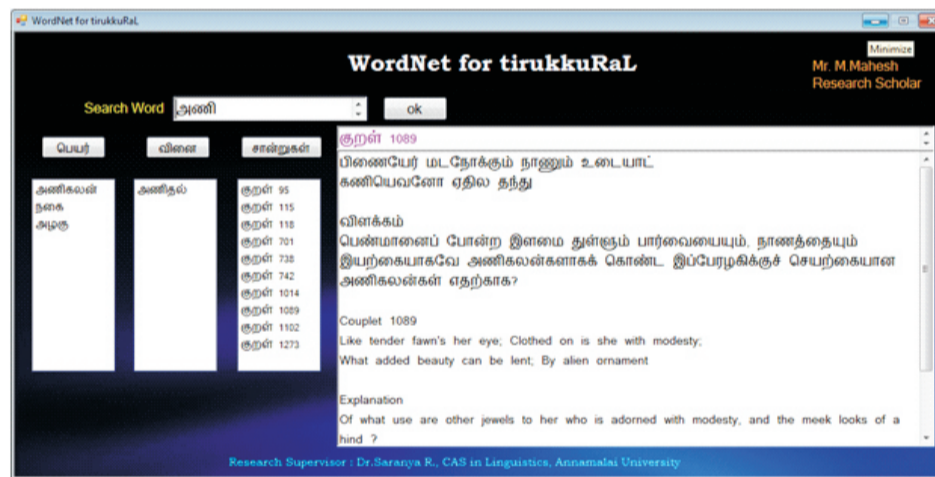 WordNet for tirukkuRaL
WordNet for tirukkuRaL
Minimize
Mr. M.Mahesh
Research Scholar
Search Word அணி ok
பெயர் வினை சான்றுகள்
அணிகலன்
நகை
அழகு
அணிதல்
குறள் 95
குறள் 115
குறள் 118
குறள் 701
குறள் 738
குறள் 742
குறள் 1014
குறள் 1089
குறள் 1102
குறள் 1273
குறள் 1089
பிணையேர் மடநோக்கும் நாணும் உடையாட்
கணியெவனோ ஏதில தந்து
விளக்கம்
பெண்மானைப் போன்ற இளமை துள்ளும் பார்வையையும், நாணத்தையும்
இயற்கையாகவே அணிகலன்களாகக் கொண்ட இப்பேரழகிக்குச் செயற்கையான
அணிகலன்கள் எதற்காக?
Couplet 1089
Like tender fawn's her eye; Clothed on is she with modesty;
What added beauty can be lent; By alien ornament
Explanation
Of what use are other jewels to her who is adorned with modesty, and the meek looks of a
hind ?
Research Supervisor : Dr.Saranya R., CAS in Linguistics, Annamalai University